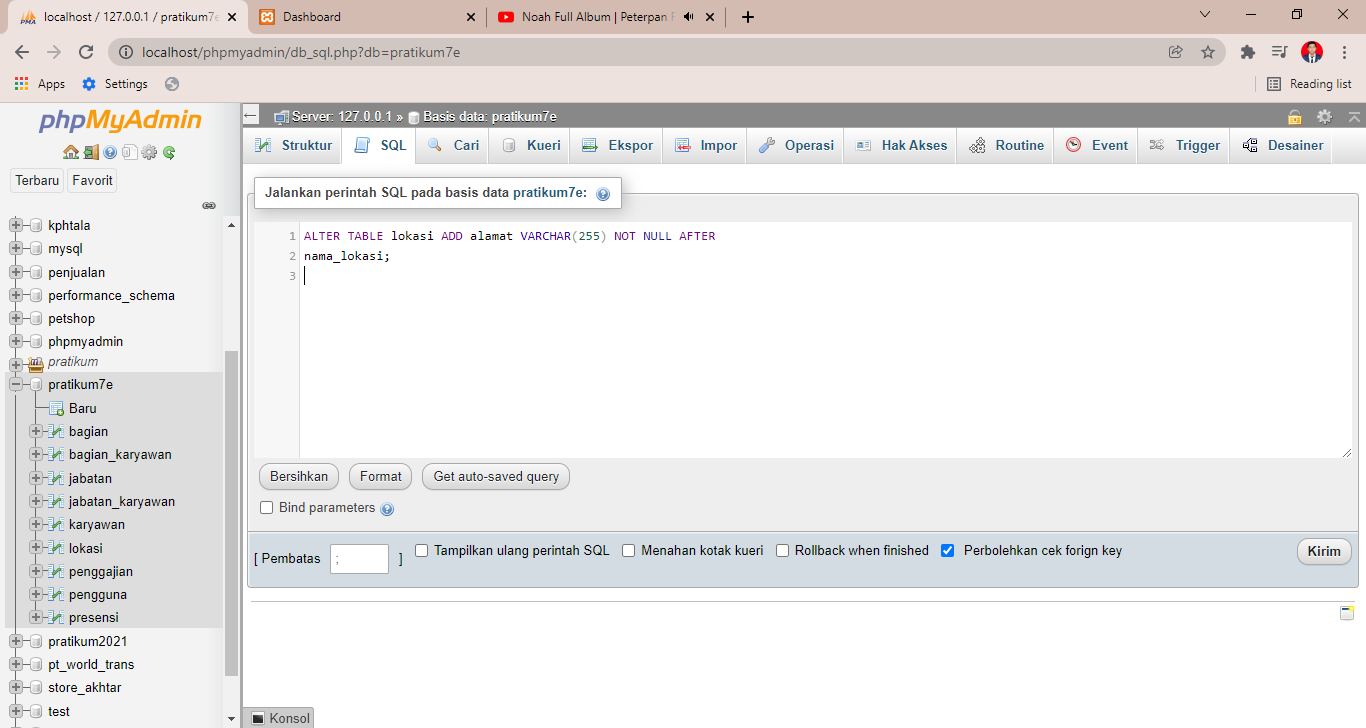 localhost / 127.0.0.1 / pratikum7e
Dashboard
Noah Full Album | Peterpan F
localhost/phpmyadmin/db_sql.php?db=pratikum7e
Apps
Settings
Reading list
phpMyAdmin
Terbaru
Favorit
kphtala
mysql
penjualan
performance_schema
petshop
phpmyadmin
pratikum
pratikum7e
Baru
bagian
bagian_karyawan
jabatan
jabatan_karyawan
karyawan
lokasi
penggajian
pengguna
presensi
pratikum2021
pt_world_trans
store_akhtar
test
Server: 127.0.0.1 » Basis data: pratikum7e
Struktur
SQL
Cari
Kueri
Ekspor
Impor
Operasi
Hak Akses
Routine
Event
Trigger
Desainer
Jalankan perintah SQL pada basis data pratikum7e:
1 ALTER TABLE lokasi ADD alamat VARCHAR(255) NOT NULL AFTER
2 nama_lokasi;
3
Bersihkan
Format
Get auto-saved query
Bind parameters
[ Pembatas ; ]
Tampilkan ulang perintah SQL
Menahan kotak kueri
Rollback when finished
Perbolehkan cek forign key
Kirim
Konsol